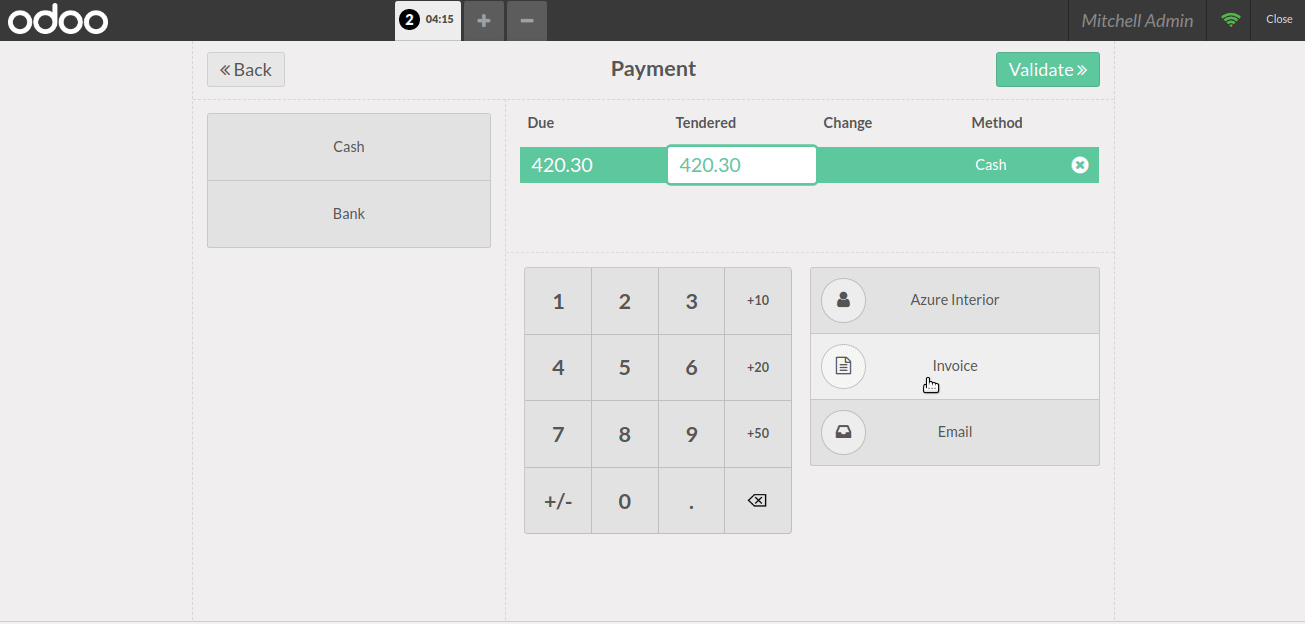 odoo 2 04:15 + − Mitchell Admin Close
« Back Payment Validate »
Due Tendered Change Method
420.30 420.30 Cash
Cash
Bank
1 2 3 +10
4 5 6 +20
7 8 9 +50
+/- 0 .
Azure Interior
Invoice
Email